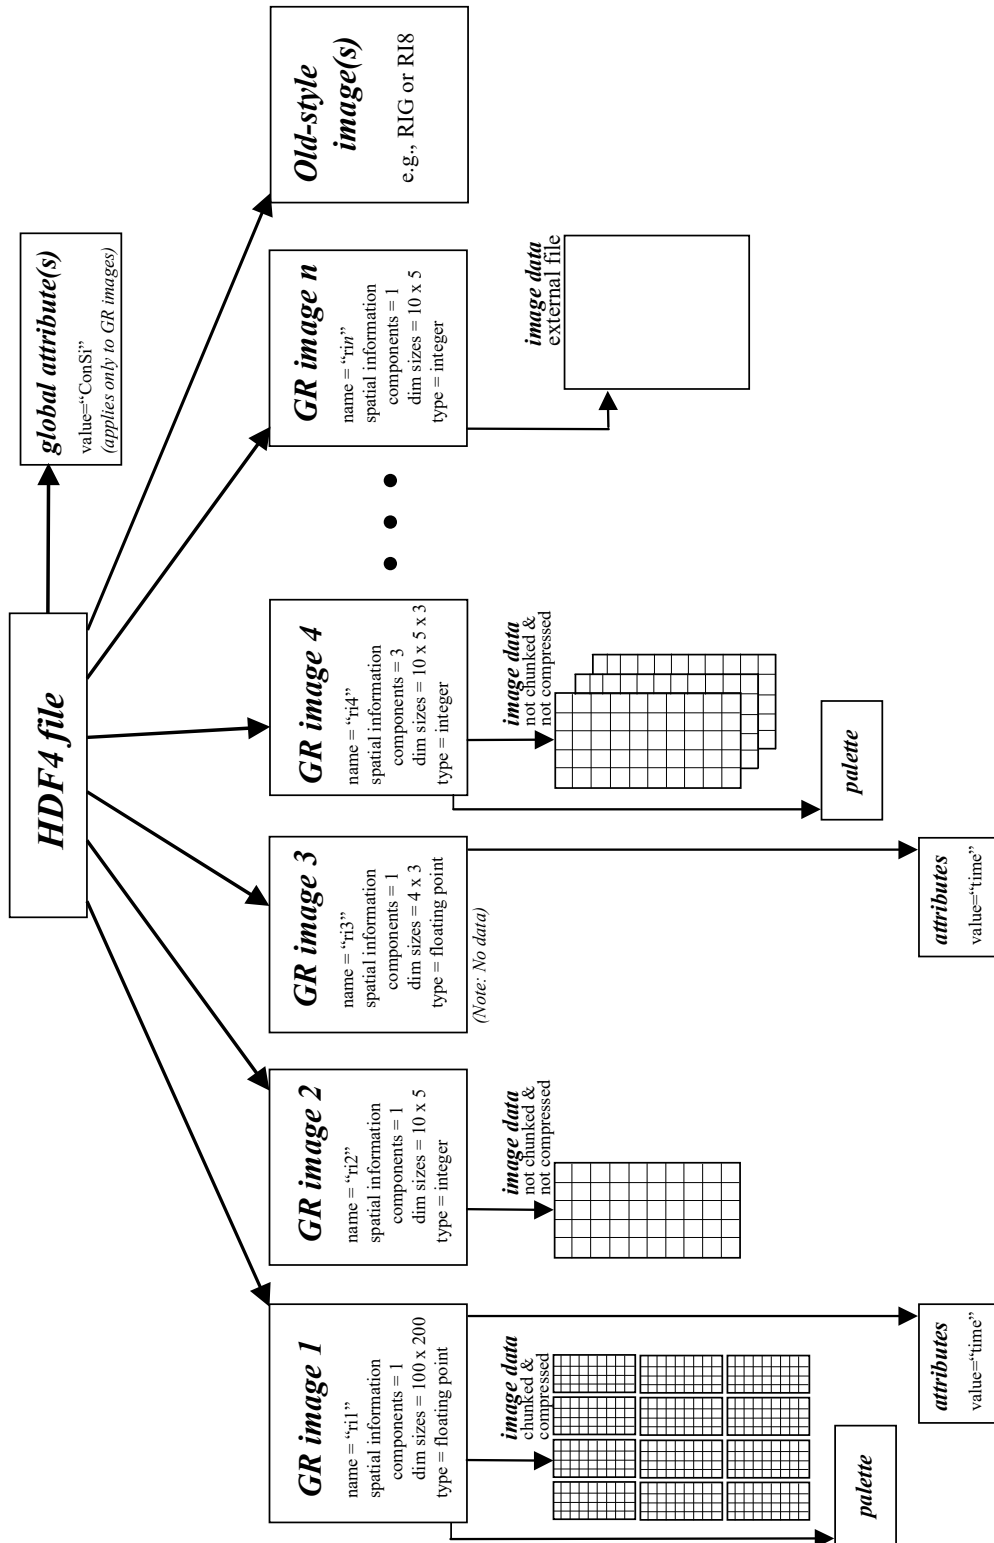 HDF4 file
global attribute(s)
value=“ConSi”
(applies only to GR images)
GR image 1
name = “ri1”
spatial information
components = 1
dim sizes = 100 x 200
type = floating point
GR image 2
name = “ri2”
spatial information
components = 1
dim sizes = 10 x 5
type = integer
GR image 3
name = “ri3”
spatial information
components = 1
dim sizes = 4 x 3
type = floating point
(Note: No data)
GR image 4
name = “ri4”
spatial information
components = 3
dim sizes = 10 x 5 x 3
type = integer
• • •
GR image n
name = “rin”
spatial information
components = 1
dim sizes = 10 x 5
type = integer
Old-style
image(s)
e.g., RIG or RI8
image data
chunked &
compressed
image data
not chunked &
not compressed
image data
not chunked &
not compressed
image data
external file
palette
attributes
value=“time”
attributes
value=“time”
palette